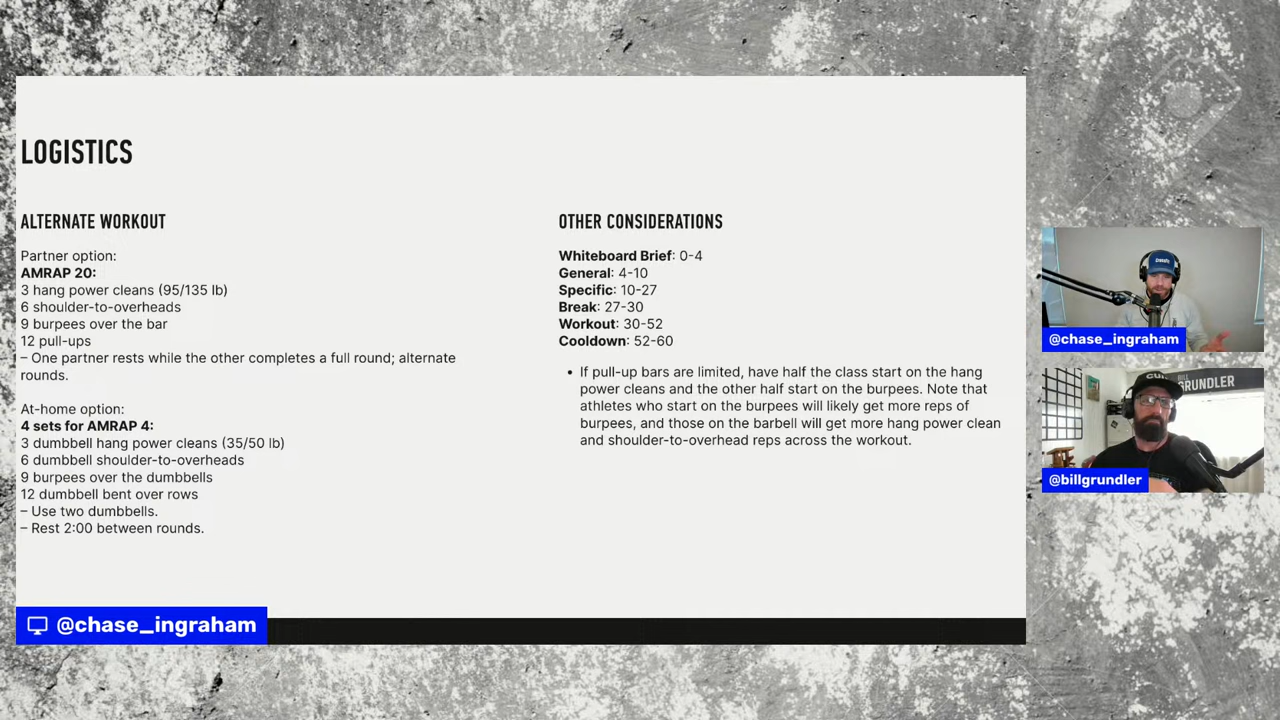 LOGISTICS
ALTERNATE WORKOUT
Partner option:
AMRAP 20:
3 hang power cleans (95/135 lb)
6 shoulder-to-overheads
9 burpees over the bar
12 pull-ups
– One partner rests while the other completes a full round; alternate
rounds.
At-home option:
4 sets for AMRAP 4:
3 dumbbell hang power cleans (35/50 lb)
6 dumbbell shoulder-to-overheads
9 burpees over the dumbbells
12 dumbbell bent over rows
– Use two dumbbells.
– Rest 2:00 between rounds.
OTHER CONSIDERATIONS
Whiteboard Brief: 0-4
General: 4-10
Specific: 10-27
Break: 27-30
Workout: 30-52
Cooldown: 52-60
• If pull-up bars are limited, have half the class start on the hang
power cleans and the other half start on the burpees. Note that
athletes who start on the burpees will likely get more reps of
burpees, and those on the barbell will get more hang power clean
and shoulder-to-overhead reps across the workout.
@chase_ingraham
BILL
GRUNDLER
@billgrundler
@chase_ingraham